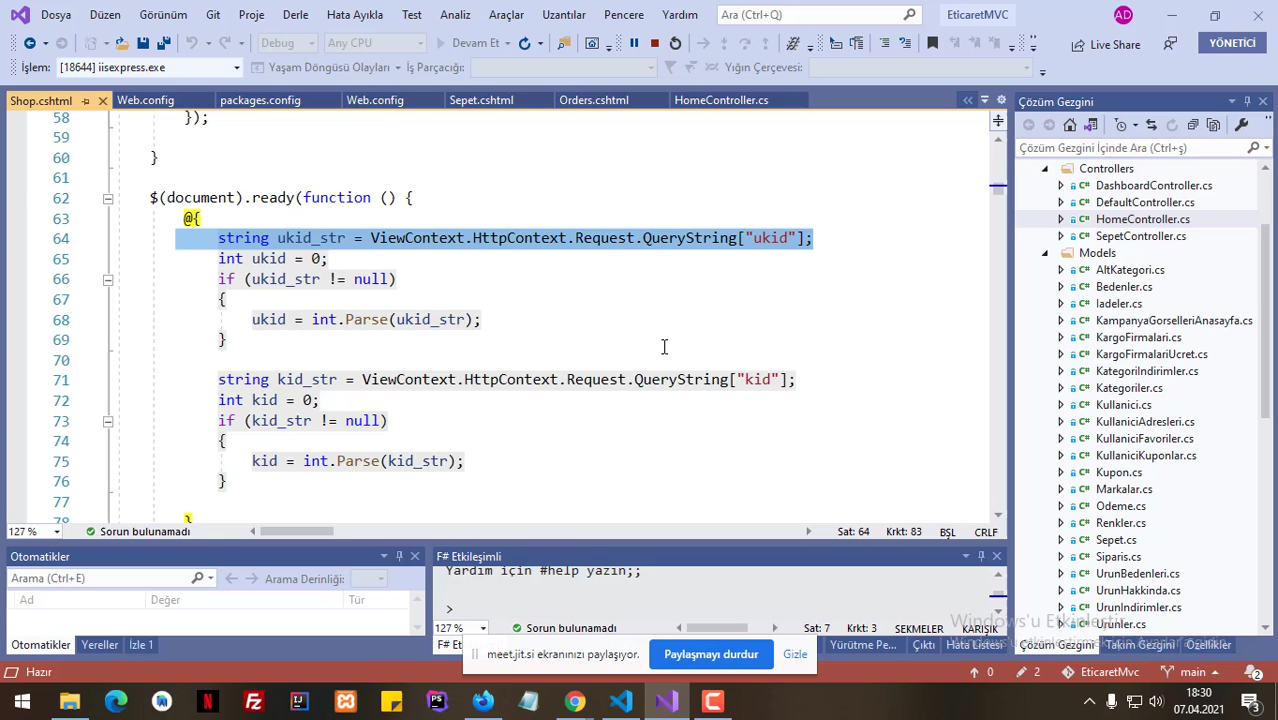 Dosya Düzen Görünüm Git Proje Derle Hata Ayıkla Test Analiz Araçlar Uzantılar Pencere Yardım Ara (Ctrl+Q) EticaretMVC AD
Debug Any CPU Devam Et Live Share YÖNETİCİ
İşlem: [18644] iisexpress.exe Yaşam Döngüsü Olayları İş Parçacığı: Yığın Çerçevesi:
Shop.cshtml Web.config packages.config Web.config Sepet.cshtml Orders.cshtml HomeController.cs
58 });
59
60 }
61
62 $(document).ready(function () {
63 @{
64 string ukid_str = ViewContext.HttpContext.Request.QueryString["ukid"];
65 int ukid = 0;
66 if (ukid_str != null)
67 {
68 ukid = int.Parse(ukid_str);
69 }
70
71 string kid_str = ViewContext.HttpContext.Request.QueryString["kid"];
72 int kid = 0;
73 if (kid_str != null)
74 {
75 kid = int.Parse(kid_str);
76 }
77
78 }
127 % Sorun bulunamadı Sat: 64 Krkt: 83 BŞL CRLF
Çözüm Gezgini
Çözüm Gezgini İçinde Ara (Ctrl+ş)
Controllers
DashboardController.cs
DefaultController.cs
HomeController.cs
SepetController.cs
Models
AltKategori.cs
Bedenler.cs
Iadeler.cs
KampanyaGorselleriAnasayfa.cs
KargoFirmalari.cs
KargoFirmalariUcret.cs
KategoriIndirimler.cs
Kategoriler.cs
Kullanici.cs
KullaniciAdresleri.cs
KullaniciFavoriler.cs
KullaniciKuponlar.cs
Kupon.cs
Markalar.cs
Odeme.cs
Renkler.cs
Sepet.cs
Siparis.cs
UrunBedenleri.cs
UrunHakkinda.cs
UrunIndirimler.cs
Urunler.cs
Çözüm Gezgini Takım Gezgini Özellikler
Otomatikler
Arama (Ctrl+E) Arama Derinliği:
Ad Değer Tür
Otomatikler Yereller İzle 1
F# Etkileşimli
Yardım için #help yazın;;
>
127 % Sorun bulunamadı Sat: 7 Krkt: 3 SEKMELER KARIŞIK
F# Et Yürütme Pen... Çıktı Hata Listesi
Windows'u Etkinleştir
meet.jit.si ekranınızı paylaşıyor. Paylaşmayı durdur Gizle
Hazır 0 2 EticaretMvc main 2
18:30
07.04.2021
3